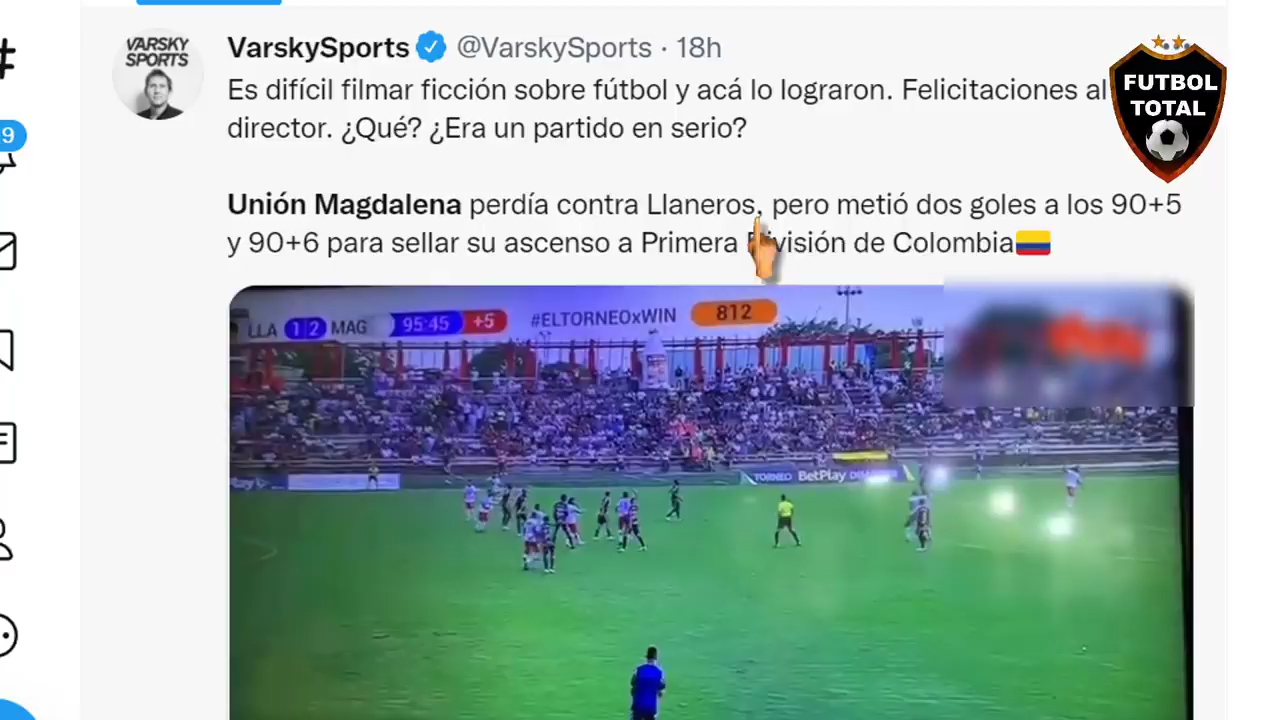 #
9
VARSKY
SPORTS
VarskySports @VarskySports · 18h
Es difícil filmar ficción sobre fútbol y acá lo lograron. Felicitaciones al
director. ¿Qué? ¿Era un partido en serio?
FUTBOL
TOTAL
Unión Magdalena perdía contra Llaneros, pero metió dos goles a los 90+5
y 90+6 para sellar su ascenso a Primera División de Colombia
LLA 1 2 MAG 95:45 +5 #ELTORNEOxWIN 812
TORNEO BetPlay